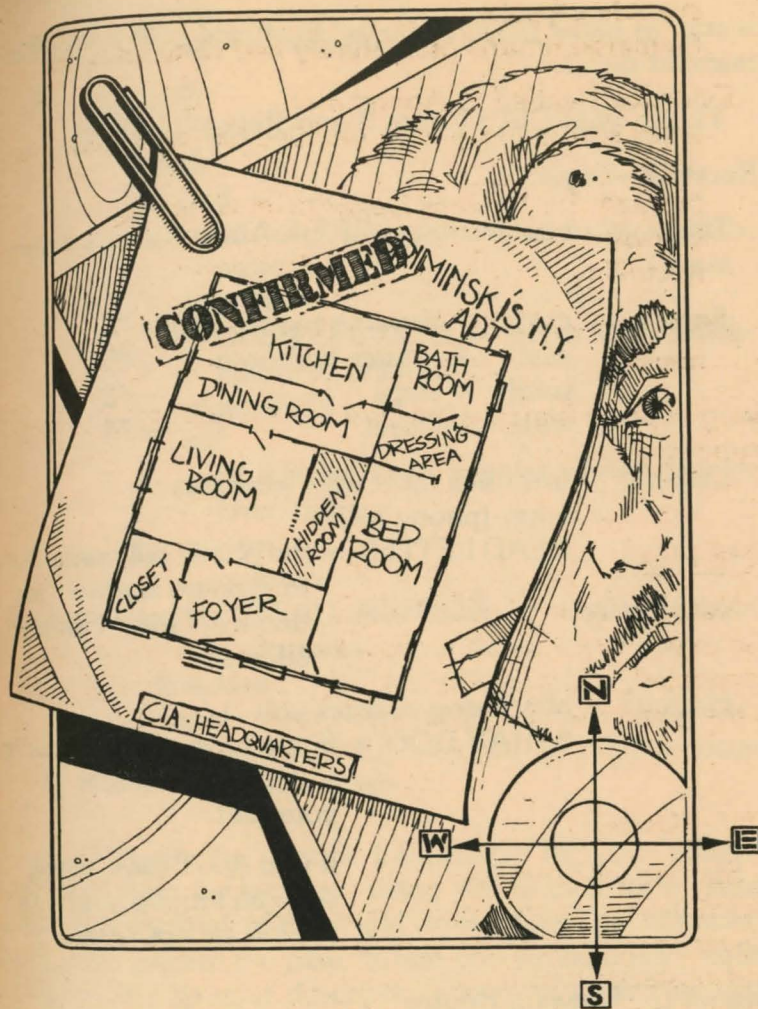 CONFIRMED
KITCHEN
BATH
ROOM
DINING ROOM
DRESSING
AREA
LIVING
ROOM
HIDDEN
ROOM
BED
ROOM
CLOSET
FOYER
CIA·HEADQUARTERS
N.Y.
APT
N
W
E
S